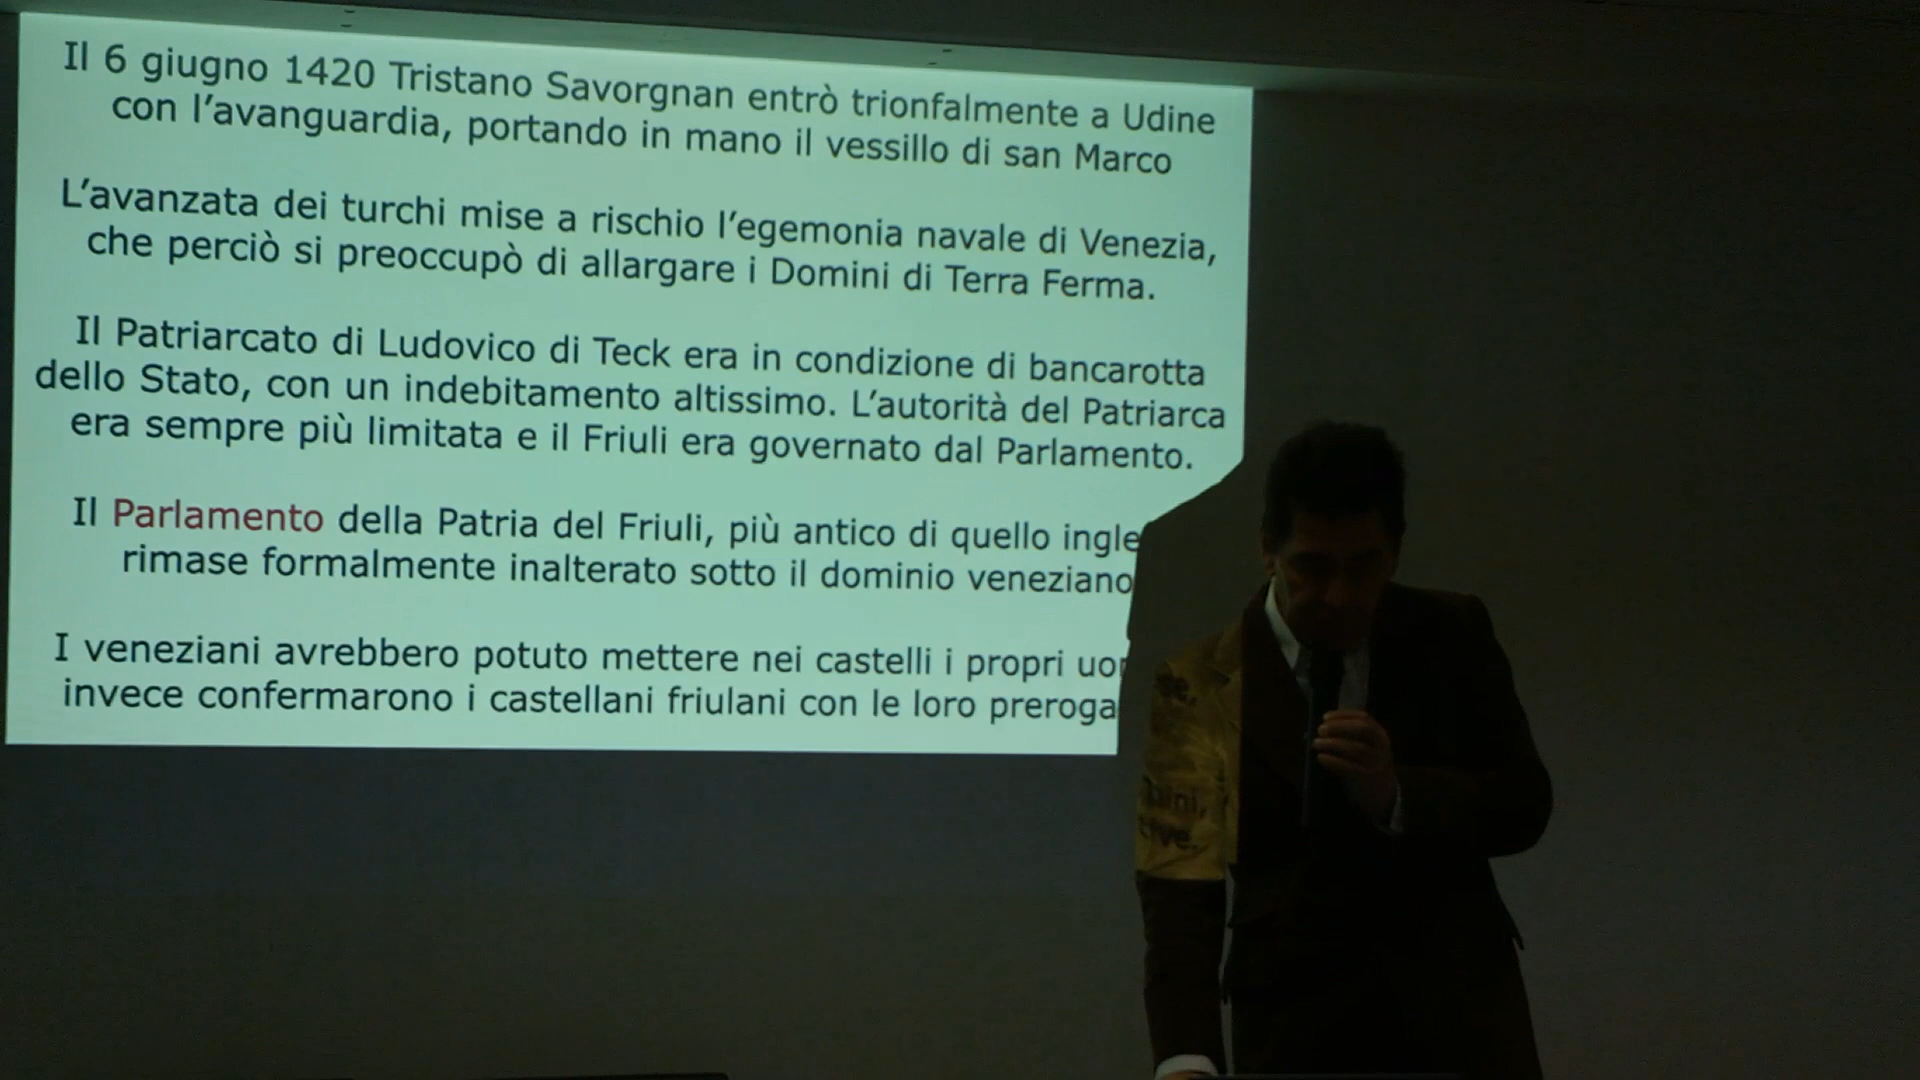 Il 6 giugno 1420 Tristano Savorgnan entrò trionfalmente a Udine
con l'avanguardia, portando in mano il vessillo di san Marco
L'avanzata dei turchi mise a rischio l'egemonia navale di Venezia,
che perciò si preoccupò di allargare i Domini di Terra Ferma.
Il Patriarcato di Ludovico di Teck era in condizione di bancarotta
dello Stato, con un indebitamento altissimo. L'autorità del Patriarca
era sempre più limitata e il Friuli era governato dal Parlamento.
Il Parlamento della Patria del Friuli, più antico di quello ingle
rimase formalmente inalterato sotto il dominio veneziano
I veneziani avrebbero potuto mettere nei castelli i propri uo
invece confermarono i castellani friulani con le loro preroga